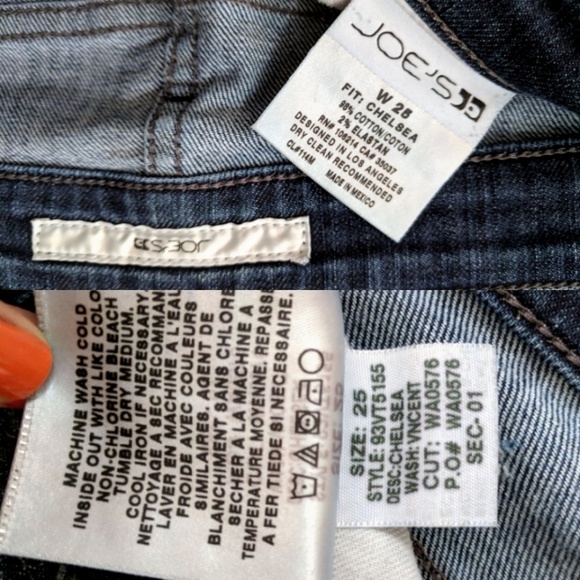 JOE'S
W 25
FIT: CHELSEA
98% COTTON/COTON
2% ELASTAN
RN# 106214 CA# 35037
DESIGNED IN LOS ANGELES
DRY CLEAN RECOMMENDED
CL#114M
MADE IN MEXICO
JOE'S
MACHINE WASH COLD
INSIDE OUT WITH LIKE COLO
NON-CHLORINE BLEACH
TUMBLE DRY MEDIUM.
COOL IRON IF NECESSARY
NETTOYAGE A SEC RECOMMAN
LAVER EN MACHINE A L'EAU
FROIDE AVEC COULEURS
SIMILAIRES. AGENT DE
BLANCHIMENT SANS CHLORE
SECHER A LA MACHINE A
TEMPERATURE MOYENNE. REPASSE
A FER TIEDE SI NECESSAIRE.
SIZE: 25
STYLE: 93VT5155
DESC:CHELSEA
WASH: VNCENT
CUT: WA0576
P.O# WA0576
SEC- 01